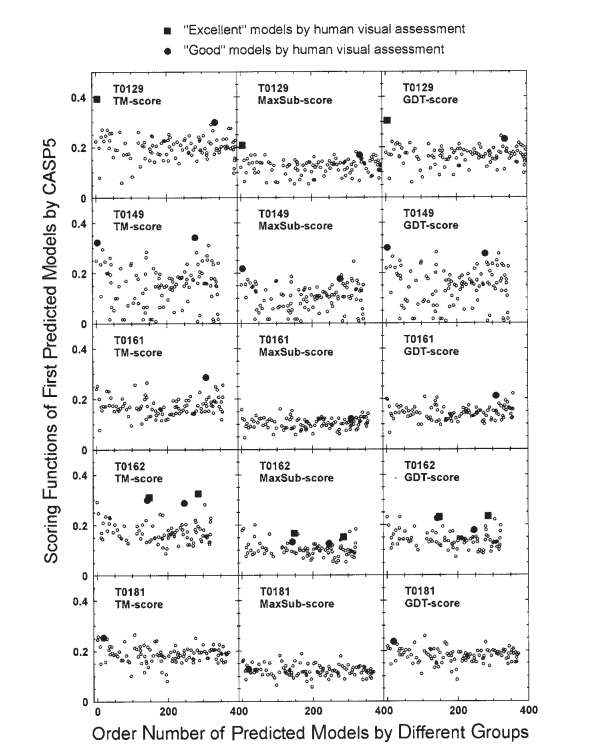 ■ "Excellent" models by human visual assessment
● "Good" models by human visual assessment
T0129 TM-score
T0129 MaxSub-score
T0129 GDT-score
0.4
0.2
0
T0149 TM-score
T0149 MaxSub-score
T0149 GDT-score
0.4
0.2
0
T0161 TM-score
T0161 MaxSub-score
T0161 GDT-score
0.4
0.2
0
T0162 TM-score
T0162 MaxSub-score
T0162 GDT-score
0.4
0.2
0
T0181 TM-score
T0181 MaxSub-score
T0181 GDT-score
0.4
0.2
0
0 200 400 200 400 200 400
Scoring Functions of First Predicted Models by CASP5
Order Number of Predicted Models by Different Groups